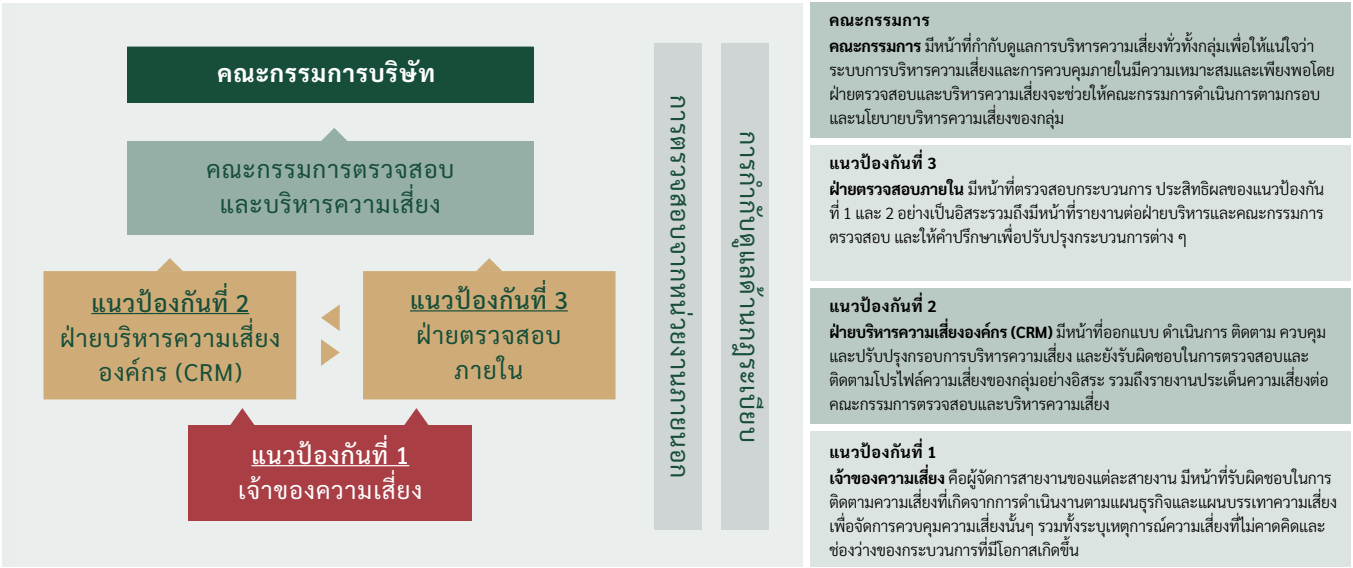 คณะกรรมการบริษัท
คณะกรรมการตรวจสอบ
และบริหารความเสี่ยง
แนวป้องกันที่ 2
ฝ่ายบริหารความเสี่ยง
องค์กร (CRM)
แนวป้องกันที่ 3
ฝ่ายตรวจสอบ
ภายใน
แนวป้องกันที่ 1
เจ้าของความเสี่ยง
การตรวจสอบจากหน่วยงานภายนอก
การกำกับดูแลด้านกฎระเบียบ
คณะกรรมการ
คณะกรรมการ มีหน้าที่กำกับดูแลการบริหารความเสี่ยงทั่วทั้งกลุ่มเพื่อให้แน่ใจว่า
ระบบการบริหารความเสี่ยงและการควบคุมภายในมีความเหมาะสมและเพียงพอโดย
ฝ่ายตรวจสอบและบริหารความเสี่ยงจะช่วยให้คณะกรรมการดำเนินการตามกรอบ
และนโยบายบริหารความเสี่ยงของกลุ่ม
แนวป้องกันที่ 3
ฝ่ายตรวจสอบภายใน มีหน้าที่ตรวจสอบกระบวนการ ประสิทธิผลของแนวป้องกัน
ที่ 1 และ 2 อย่างเป็นอิสระรวมถึงมีหน้าที่รายงานต่อฝ่ายบริหารและคณะกรรมการ
ตรวจสอบ และให้คำปรึกษาเพื่อปรับปรุงกระบวนการต่าง ๆ
แนวป้องกันที่ 2
ฝ่ายบริหารความเสี่ยงองค์กร (CRM) มีหน้าที่ออกแบบ ดำเนินการ ติดตาม ควบคุม
และปรับปรุงกรอบการบริหารความเสี่ยง และยังรับผิดชอบในการตรวจสอบและ
ติดตามโปรไฟล์ความเสี่ยงของกลุ่มอย่างอิสระ รวมถึงรายงานประเด็นความเสี่ยงต่อ
คณะกรรมการตรวจสอบและบริหารความเสี่ยง
แนวป้องกันที่ 1
เจ้าของความเสี่ยง คือผู้จัดการสายงานของแต่ละสายงาน มีหน้าที่รับผิดชอบในการ
ติดตามความเสี่ยงที่เกิดจากการดำเนินงานตามแผนธุรกิจและแผนบรรเทาความเสี่ยง
เพื่อจัดการควบคุมความเสี่ยงนั้นๆ รวมทั้งระบุเหตุการณ์ความเสี่ยงที่ไม่คาดคิดและ
ช่องว่างของกระบวนการที่มีโอกาสเกิดขึ้น